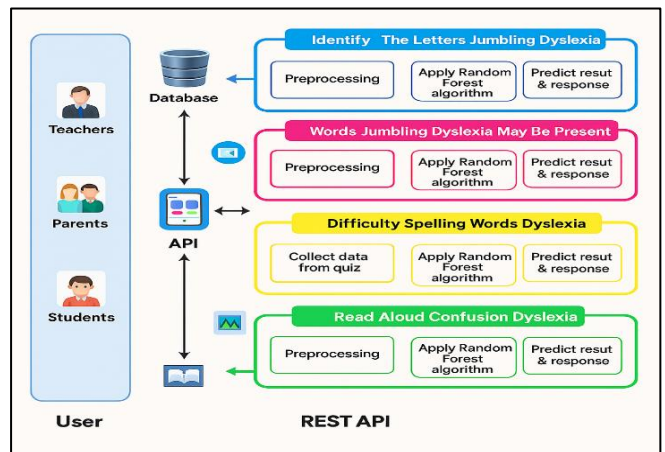 Teachers
Parents
Students
User
Database
API
REST API
Identify The Letters Jumbling Dyslexia
Preprocessing
Apply Random
Forest
algorithm
Predict resut
& response
Words Jumbling Dyslexia May Be Present
Preprocessing
Apply Random
Forest
algorithm
Predict resut
& response
Difficulty Spelling Words Dyslexia
Collect data
from quiz
Apply Random
Forest
algorithm
Predict resut
& response
Read Aloud Confusion Dyslexia
Preprocessing
Apply Random
Forest
algorithm
Predict resut
& response